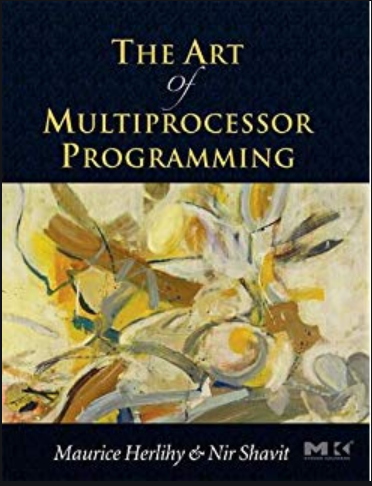 THE ART
of
MULTIPROCESSOR
PROGRAMMING
Maurice Herlihy & Nir Shavit
MK